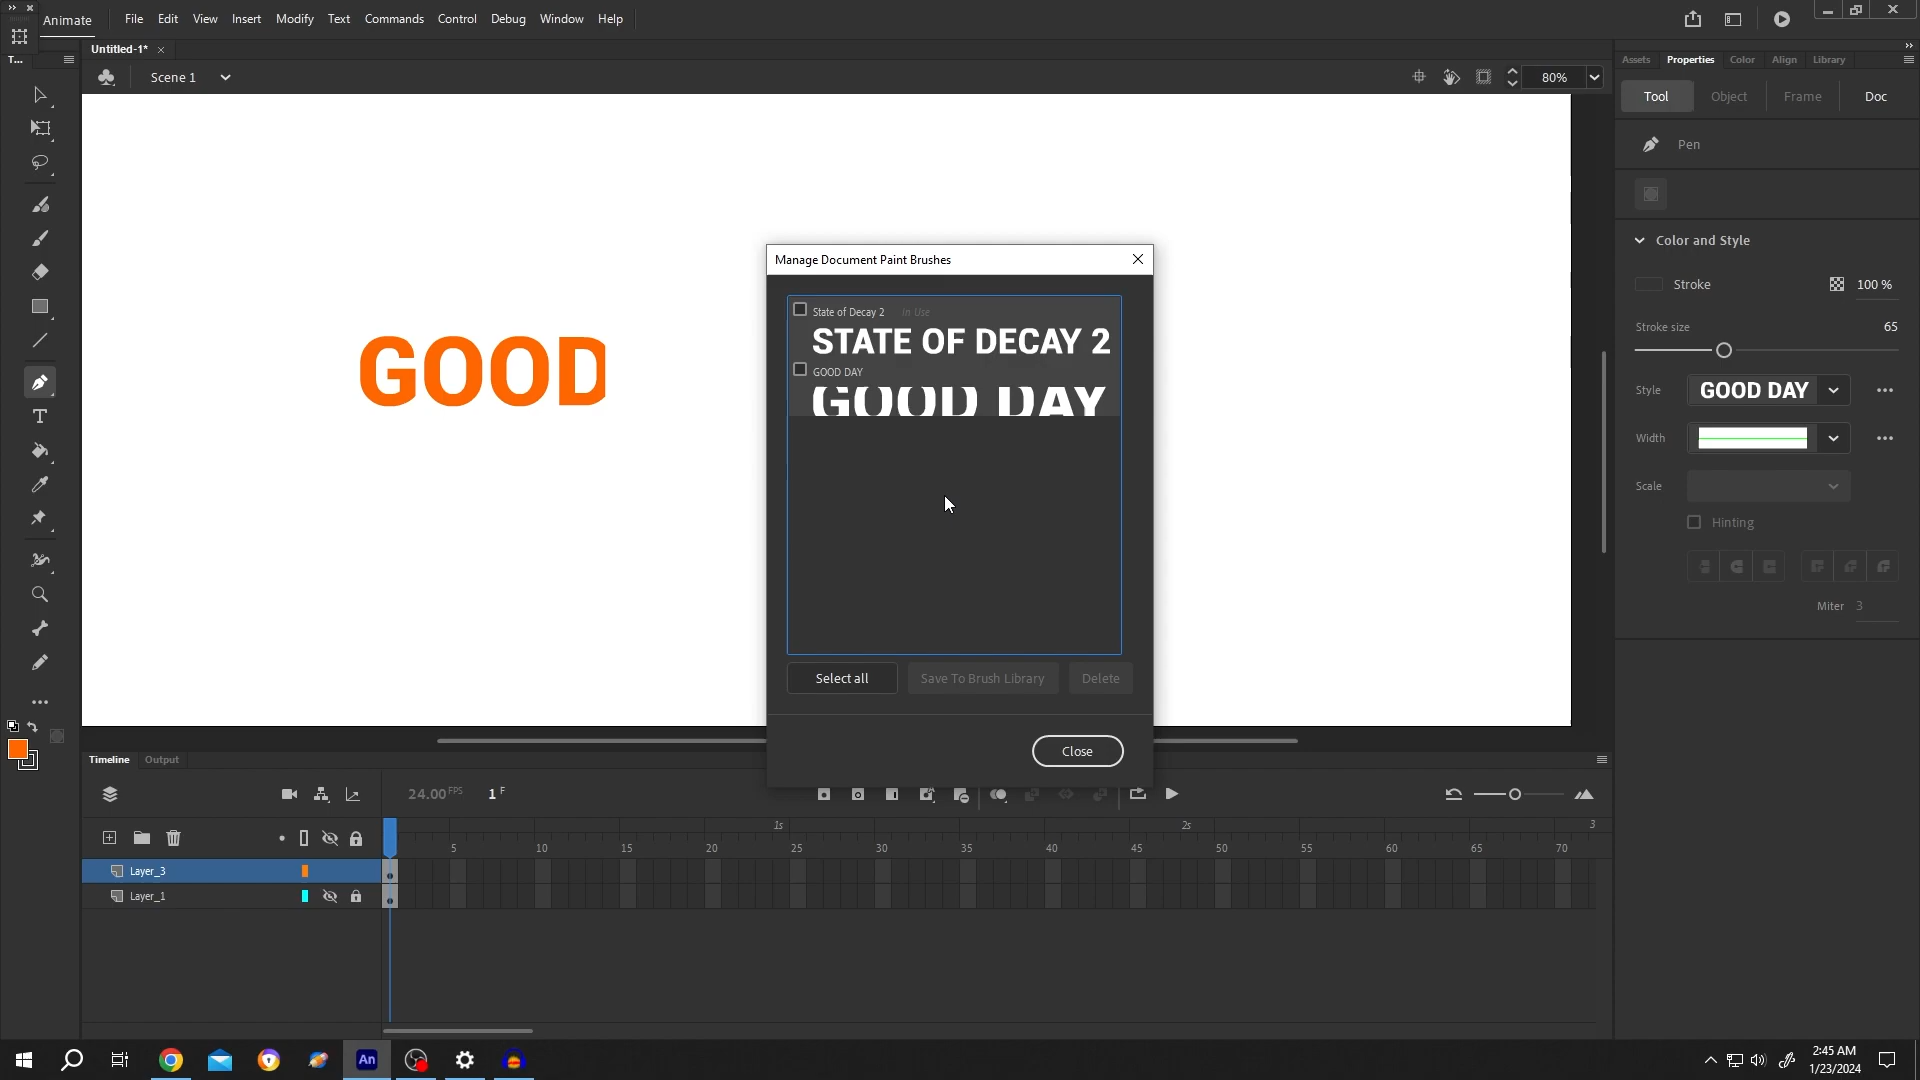 Animate File Edit View Insert Modify Text Commands Control Debug Window Help
T... Untitled-1*
Assets Properties Color Align Library
Scene 1 80%
Tool Object Frame Doc
Pen
Color and Style
Stroke 100 %
Stroke size 65
Style GOOD DAY
Width
Scale
Hinting
Miter 3
GOOD
Manage Document Paint Brushes
State of Decay 2 In Use
STATE OF DECAY 2
GOOD DAY
GOOD DAY
Select all Save To Brush Library Delete
Close
Timeline Output
24.00 FPS 1 F
1s 2s 3
5 10 15 20 25 30 35 40 45 50 55 60 65 70
Layer_3
Layer_1
An
2:45 AM
1/23/2024